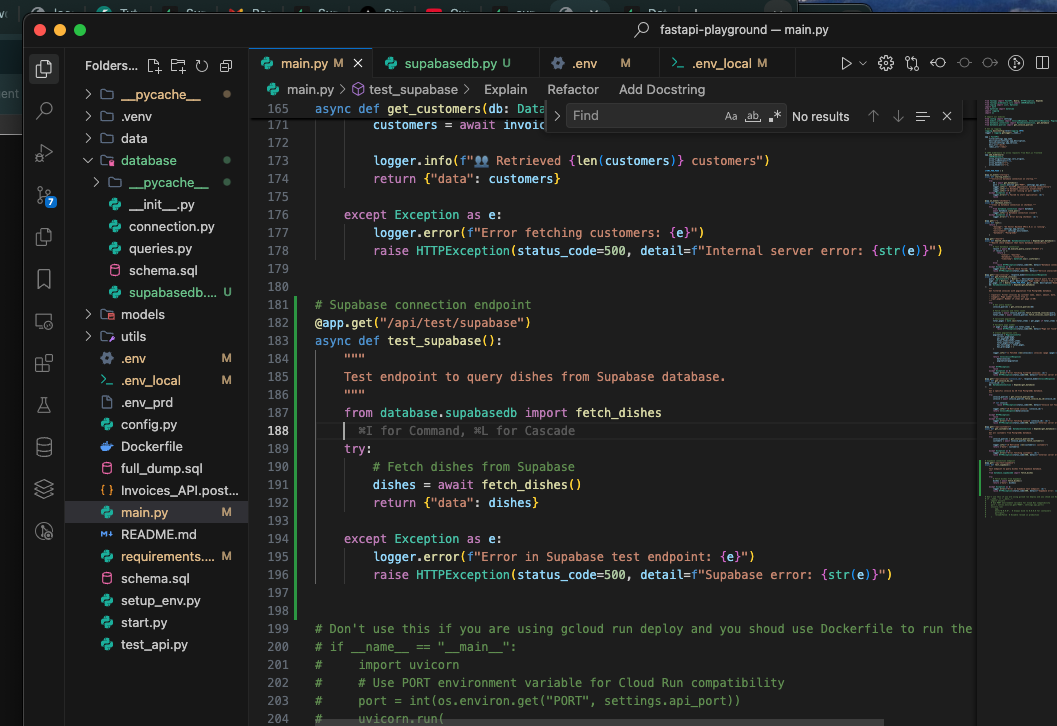 fastapi-playground — main.py
Folders...
main.py M
supabasedb.py U
.env M
.env_local M
main.py > test_supabase > Explain Refactor Add Docstring
Find
Aa ab
No results
__pycache__
.venv
data
database
__pycache__
__init__.py
connection.py
queries.py
schema.sql
supabasedb.... U
models
utils
.env M
.env_local M
.env_prd
config.py
Dockerfile
full_dump.sql
Invoices_API.post...
main.py M
README.md
requirements.... M
schema.sql
setup_env.py
start.py
test_api.py
7
165 async def get_customers(db: Data
171 customers = await invoic
172
173 logger.info(f"👥 Retrieved {len(customers)} customers")
174 return {"data": customers}
175
176 except Exception as e:
177 logger.error(f"Error fetching customers: {e}")
178 raise HTTPException(status_code=500, detail=f"Internal server error: {str(e)}")
179
180
181 # Supabase connection endpoint
182 @app.get("/api/test/supabase")
183 async def test_supabase():
184 """
185 Test endpoint to query dishes from Supabase database.
186 """
187 from database.supabasedb import fetch_dishes
188 ⌘I for Command, ⌘L for Cascade
189 try:
190 # Fetch dishes from Supabase
191 dishes = await fetch_dishes()
192 return {"data": dishes}
193
194 except Exception as e:
195 logger.error(f"Error in Supabase test endpoint: {e}")
196 raise HTTPException(status_code=500, detail=f"Supabase error: {str(e)}")
197
198
199 # Don't use this if you are using gcloud run deploy and you shoud use Dockerfile to run the
200 # if __name__ == "__main__":
201 # import uvicorn
202 # # Use PORT environment variable for Cloud Run compatibility
203 # port = int(os.environ.get("PORT", settings.api_port))
204 # uvicorn.run(